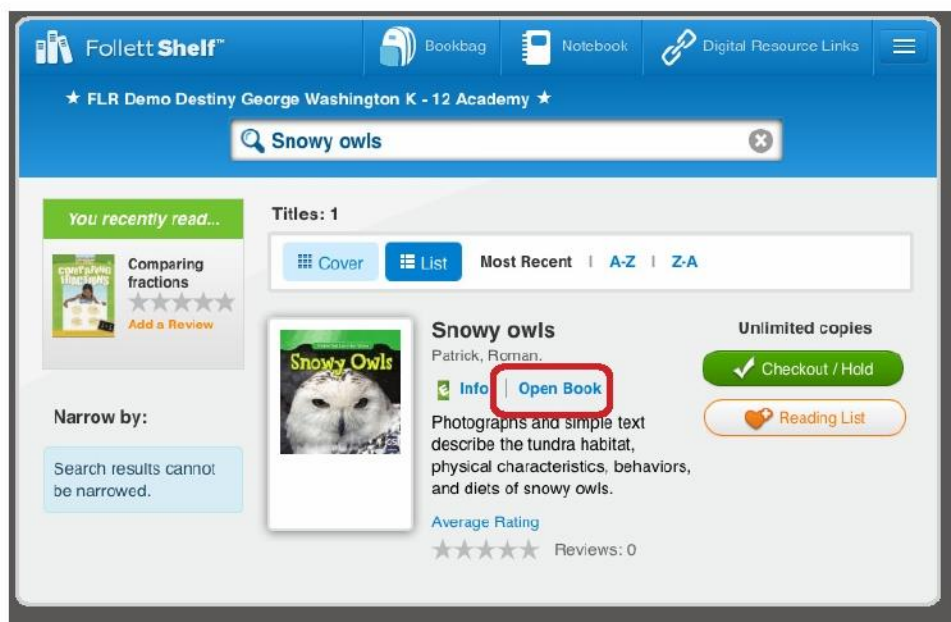 Follett Shelf™
Bookbag
Notebook
Digital Resource Links
★ FLR Demo Destiny George Washington K - 12 Academy ★
Snowy owls
You recently read...
Comparing
fractions
Add a Review
Narrow by:
Search results cannot
be narrowed.
Titles: 1
Cover
List
Most Recent | A-Z | Z-A
Snowy Owls
Snowy owls
Patrick, Roman.
Info | Open Book
Photographs and simple text
describe the tundra habitat,
physical characteristics, behaviors,
and diets of snowy owls.
Average Rating
Reviews: 0
Unlimited copies
Checkout / Hold
Reading List